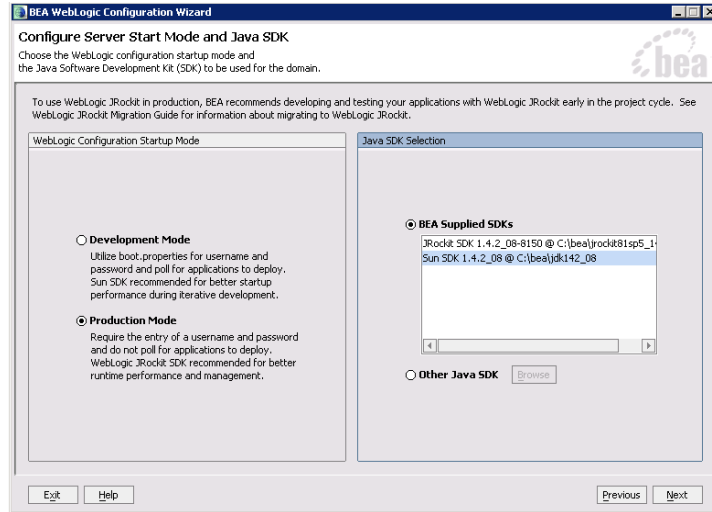 BEA WebLogic Configuration Wizard
Configure Server Start Mode and Java SDK
Choose the WebLogic configuration startup mode and
the Java Software Development Kit (SDK) to be used for the domain.
bea
To use WebLogic JRockit in production, BEA recommends developing and testing your applications with WebLogic JRockit early in the project cycle. See
WebLogic JRockit Migration Guide for information about migrating to WebLogic JRockit.
WebLogic Configuration Startup Mode
Development Mode
Utilize boot.properties for username and
password and poll for applications to deploy.
Sun SDK recommended for better startup
performance during iterative development.
Production Mode
Require the entry of a username and password
and do not poll for applications to deploy.
WebLogic JRockit SDK recommended for better
runtime performance and management.
Java SDK Selection
BEA Supplied SDKs
JRockit SDK 1.4.2_08-8150 @ C:\bea\jrockit81sp5_1
Sun SDK 1.4.2_08 @ C:\bea\jdk142_08
Other Java SDK Browse
Exit Help Previous Next